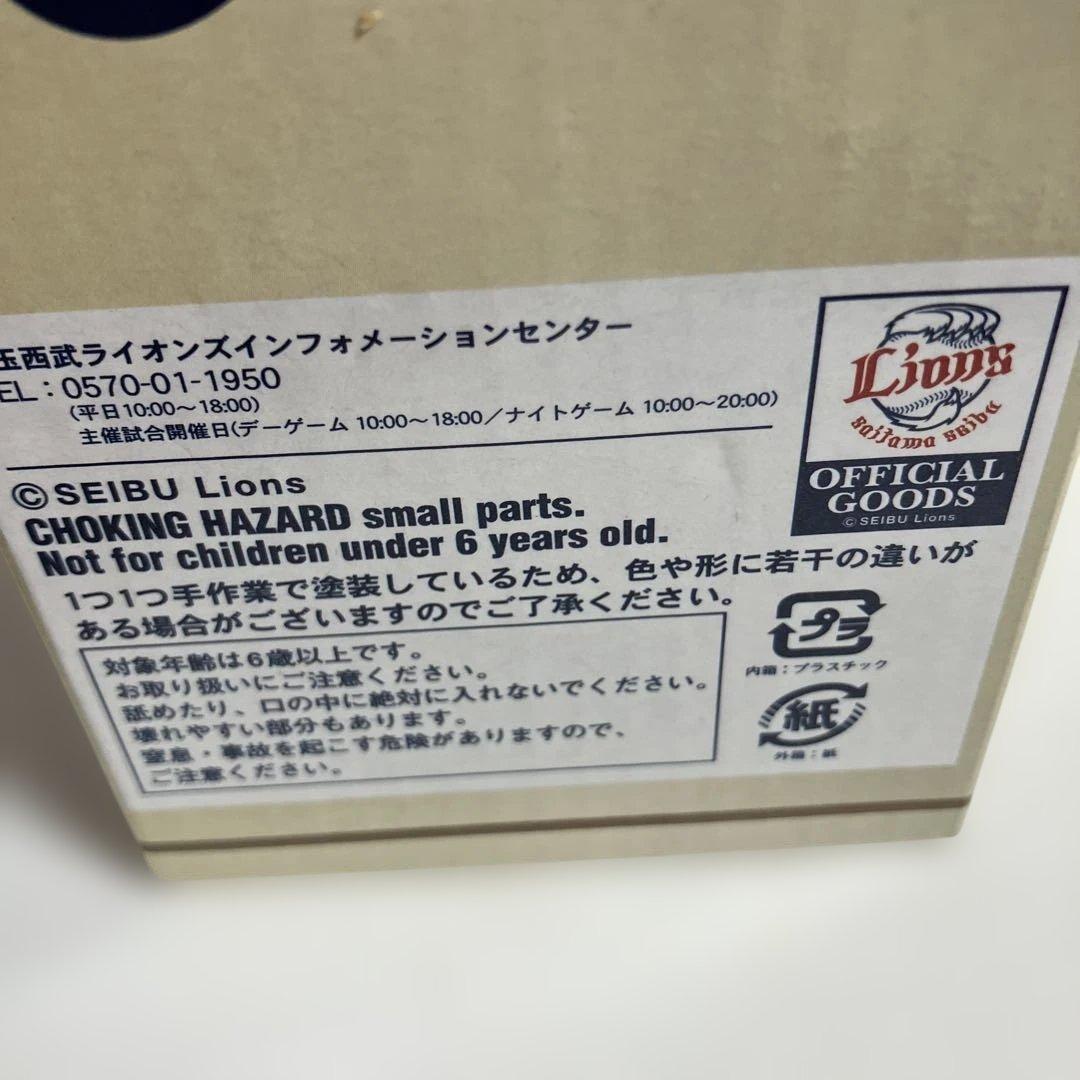 玉西武ライオンズインフォメーションセンター
EL：0570-01-1950
(平日10:00～18:00)
主催試合開催日(デーゲーム 10:00～18:00／ナイトゲーム 10:00～20:00)
©SEIBU Lions
CHOKING HAZARD small parts.
Not for children under 6 years old.
1つ1つ手作業で塗装しているため、色や形に若干の違いが
ある場合がございますのでご了承ください。
対象年齢は6歳以上です。
お取り扱いにご注意ください。
舐めたり、口の中に絶対に入れないでください。
壊れやすい部分もあります。
窒息・事故を起こす危険がありますので、
ご注意ください。
Lions
saitama seibu
OFFICIAL
GOODS
©SEIBU Lions
プラ
内箱：プラスチック
紙
外箱：紙